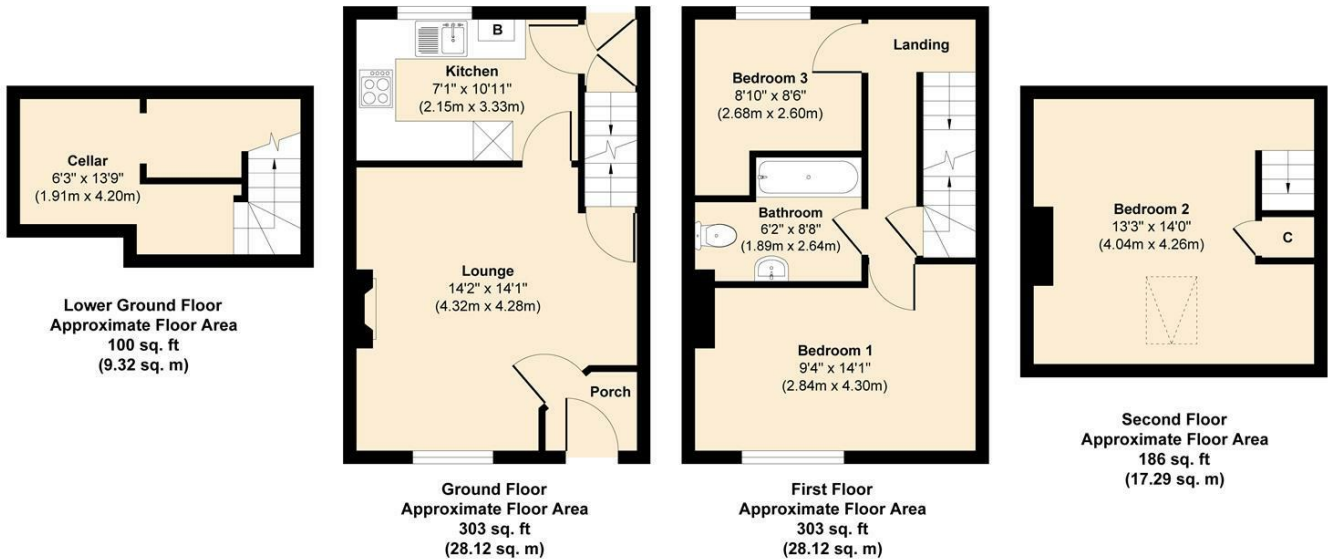 Cellar
6'3" x 13'9"
(1.91m x 4.20m)
Lower Ground Floor
Approximate Floor Area
100 sq. ft
(9.32 sq. m)
B
Kitchen
7'1" x 10'11"
(2.15m x 3.33m)
Lounge
14'2" x 14'1"
(4.32m x 4.28m)
Porch
Ground Floor
Approximate Floor Area
303 sq. ft
(28.12 sq. m)
Landing
Bedroom 3
8'10" x 8'6"
(2.68m x 2.60m)
Bathroom
6'2" x 8'8"
(1.89m x 2.64m)
Bedroom 1
9'4" x 14'1"
(2.84m x 4.30m)
First Floor
Approximate Floor Area
303 sq. ft
(28.12 sq. m)
Bedroom 2
13'3" x 14'0"
(4.04m x 4.26m)
C
Second Floor
Approximate Floor Area
186 sq. ft
(17.29 sq. m)